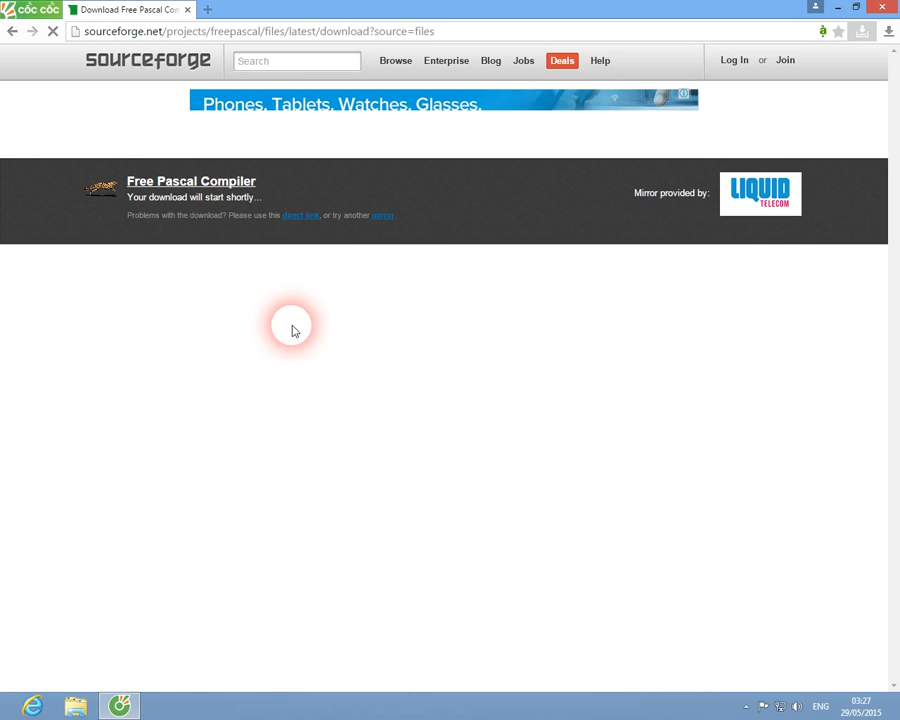 cốc cốc
Download Free Pascal Com
sourceforge.net/projects/freepascal/files/latest/download?source=files
sourceforge
Search
Browse
Enterprise
Blog
Jobs
Deals
Help
Log In or Join
Phones. Tablets. Watches. Glasses.
Free Pascal Compiler
Your download will start shortly...
Problems with the download? Please use this direct link, or try another mirror.
Mirror provided by:
LIQUID
TELECOM
ENG
03:27
29/05/2015